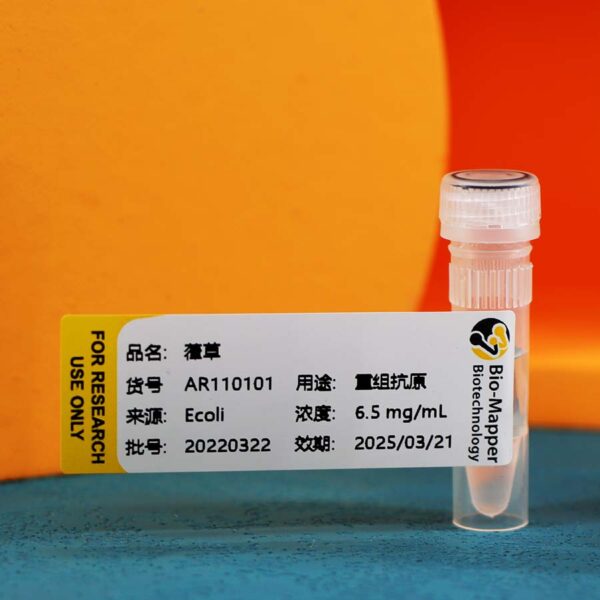 FOR RESEARCH
USE ONLY
品名: 葎草
货号 AR110101 用途: 重组抗原
来源: Ecoli 浓度: 6.5 mg/mL
批号: 20220322 效期: 2025/03/21
Bio-Mapper
Biotechnology